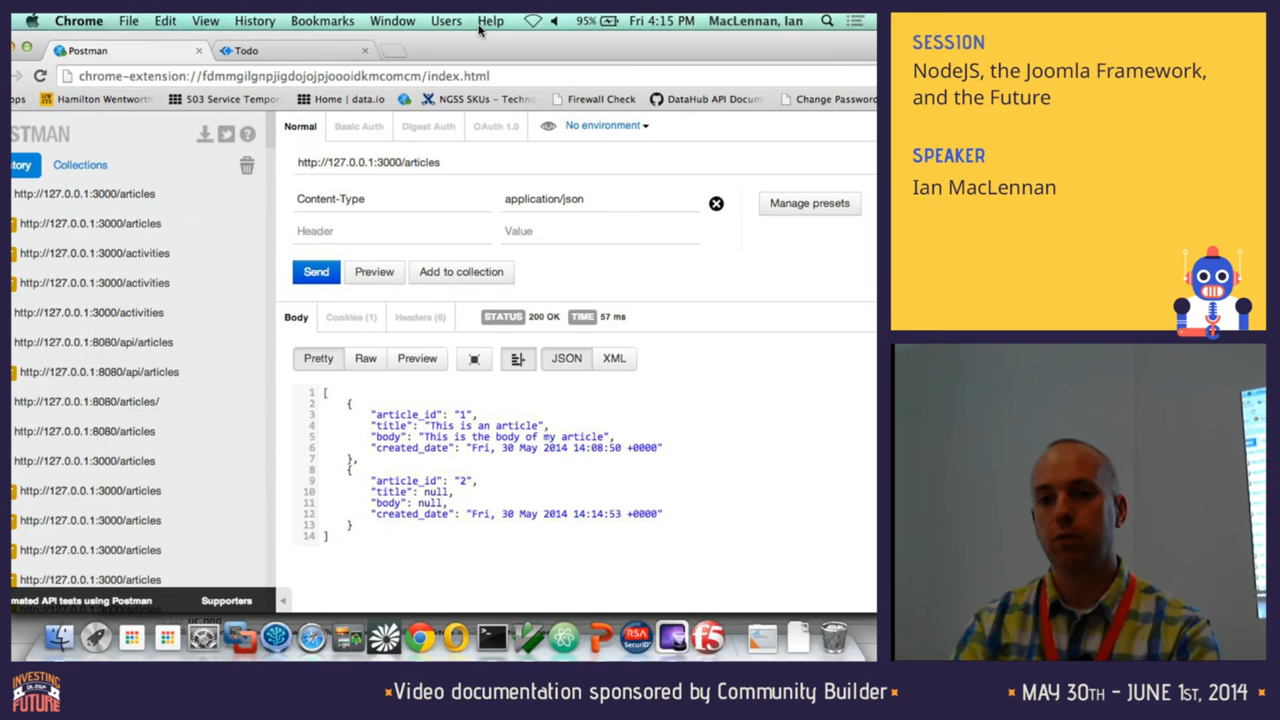 Chrome File Edit View History Bookmarks Window Users Help 95% Fri 4:15 PM MacLennan, Ian
Postman
Todo
chrome-extension://fdmmgilgnpjigdojojpjoooidkmcomcm/index.html
ops Hamilton Wentworth 503 Service Tempor Home | data.io NGSS SKUs - Techno Firewall Check DataHub API Docum Change Password
OSTMAN
Normal Basic Auth Digest Auth OAuth 1.0 No environment
tory Collections
http://127.0.0.1:3000/articles
Content-Type application/json
Manage presets
Header Value
Send Preview Add to collection
Body Cookies (1) Headers (6) STATUS 200 OK TIME 57 ms
Pretty Raw Preview JSON XML
http://127.0.0.1:3000/articles
http://127.0.0.1:3000/articles
http://127.0.0.1:3000/activities
http://127.0.0.1:3000/activities
http://127.0.0.1:3000/activities
http://127.0.0.1:8080/api/articles
http://127.0.0.1:8080/api/articles
http://127.0.0.1:8080/articles/
http://127.0.0.1:8080/articles
http://127.0.0.1:3000/articles
http://127.0.0.1:3000/articles
http://127.0.0.1:3000/articles
http://127.0.0.1:3000/articles
http://127.0.0.1:3000/articles
mated API tests using Postman Supporters
1 [
2 {
3 "article_id": "1",
4 "title": "This is an article",
5 "body": "This is the body of my article",
6 "created_date": "Fri, 30 May 2014 14:08:50 +0000"
7 },
8 {
9 "article_id": "2",
10 "title": null,
11 "body": null,
12 "created_date": "Fri, 30 May 2014 14:14:53 +0000"
13 }
14 ]
RSA
SecurID
f5
SESSION
NodeJS, the Joomla Framework,
and the Future
SPEAKER
Ian MacLennan
INVESTING
in our
FUTURE
Video documentation sponsored by Community Builder
MAY 30TH - JUNE 1ST, 2014